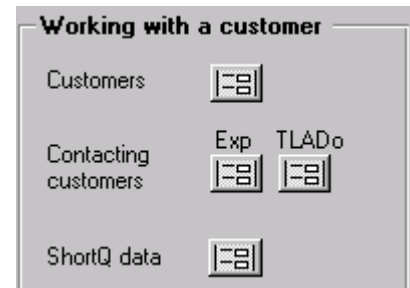 Working with a customer
Customers
Exp TLADo
Contacting
customers
ShortQ data